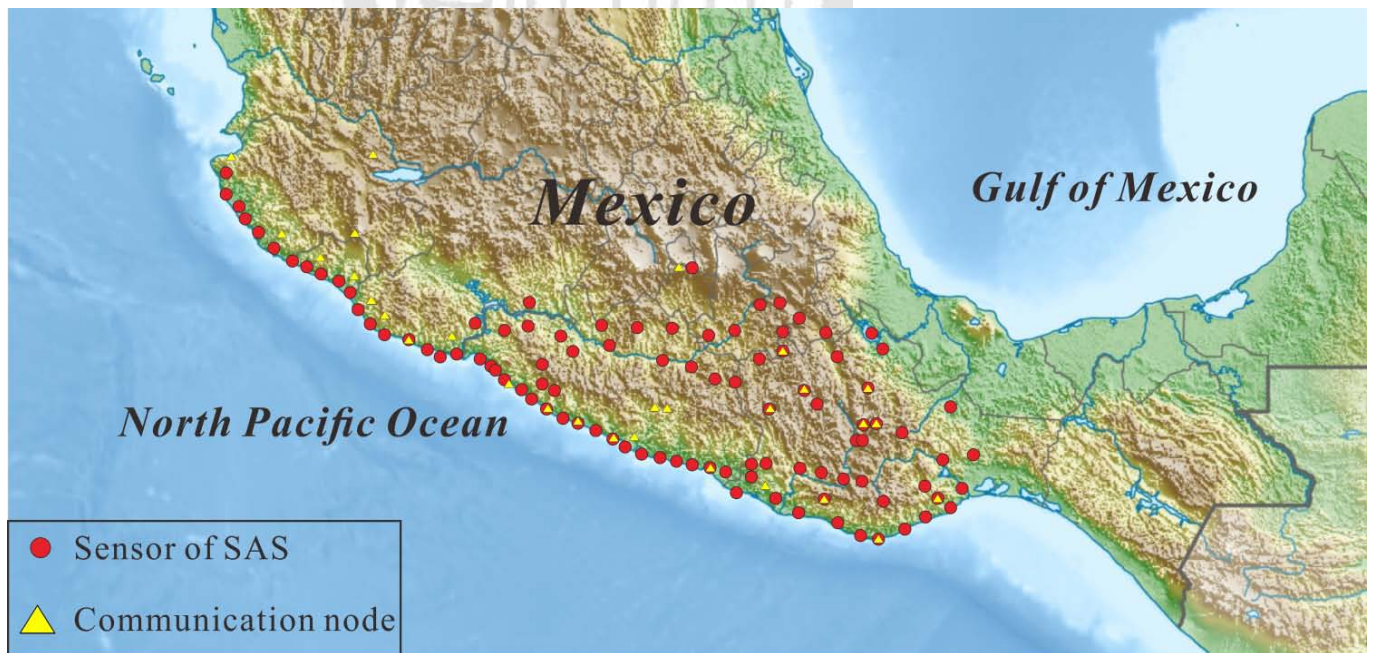 Mexico
Gulf of Mexico
North Pacific Ocean
Sensor of SAS
Communication node